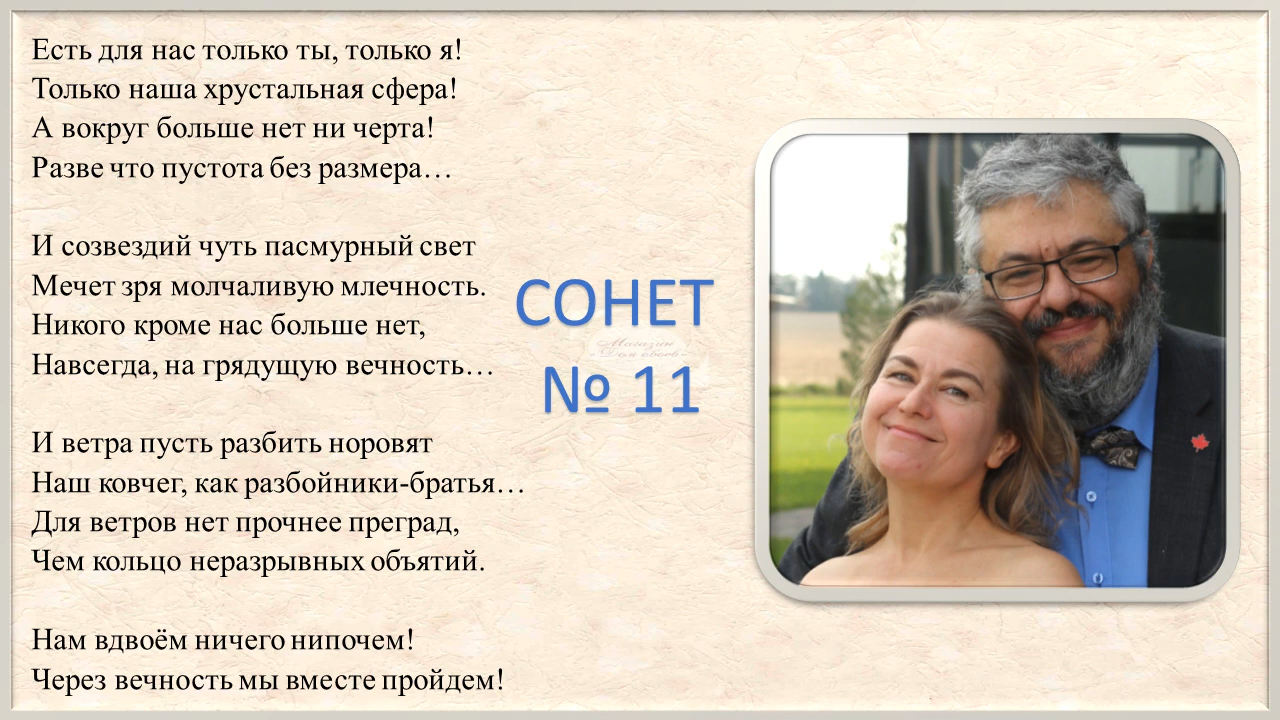 Есть для нас только ты, только я!
Только наша хрустальная сфера!
А вокруг больше нет ни черта!
Разве что пустота без размера…
И созвездий чуть пасмурный свет
Мечет зря молчаливую млечность.
Никого кроме нас больше нет,
Навсегда, на грядущую вечность…
И ветра пусть разбить норовят
Наш ковчег, как разбойники-братья…
Для ветров нет прочнее преград,
Чем кольцо неразрывных объятий.
Нам вдвоём ничего нипочем!
Через вечность мы вместе пройдем!
СОНЕТ
№ 11
Магазин
«Дом обоев»